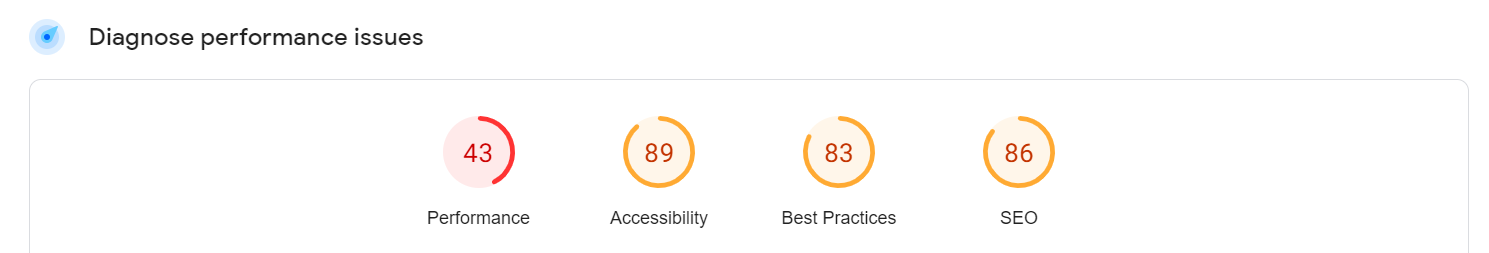 Diagnose performance issues
43 89 83 86
Performance Accessibility Best Practices SEO